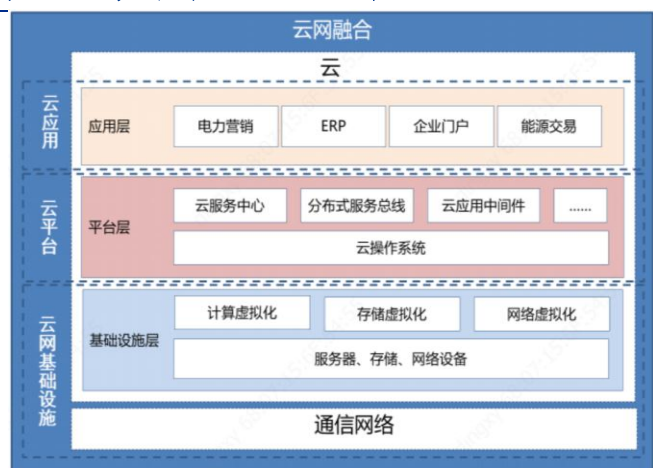 云网融合
云
云应用
应用层
电力营销
ERP
企业门户
能源交易
云平台
平台层
云服务中心
分布式服务总线
云应用中间件
......
云操作系统
云网基础设施
基础设施层
计算虚拟化
存储虚拟化
网络虚拟化
服务器、存储、网络设备
通信网络